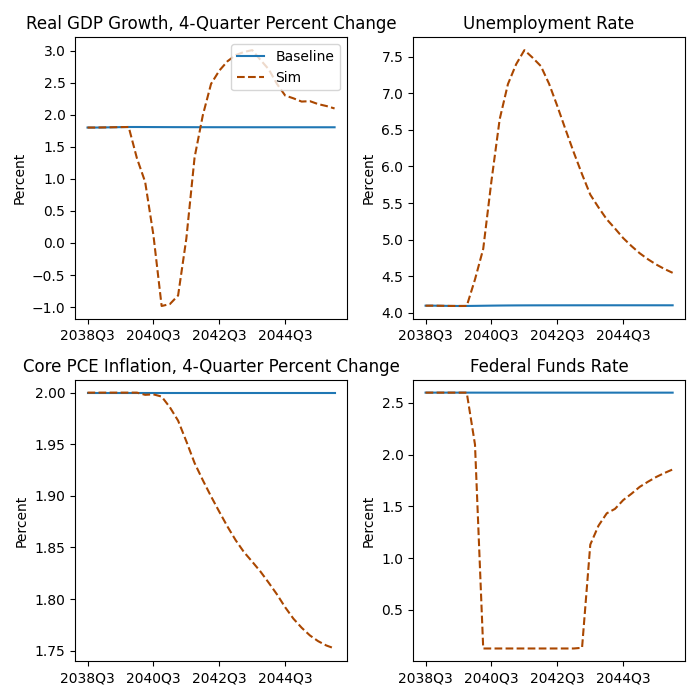 Real GDP Growth, 4-Quarter Percent Change
Baseline
Sim
Percent
3.0
2.5
2.0
1.5
1.0
0.5
0.0
−0.5
−1.0
2038Q3 2040Q3 2042Q3 2044Q3
Unemployment Rate
Percent
7.5
7.0
6.5
6.0
5.5
5.0
4.5
4.0
2038Q3 2040Q3 2042Q3 2044Q3
Core PCE Inflation, 4-Quarter Percent Change
Percent
2.00
1.95
1.90
1.85
1.80
1.75
2038Q3 2040Q3 2042Q3 2044Q3
Federal Funds Rate
Percent
2.5
2.0
1.5
1.0
0.5
2038Q3 2040Q3 2042Q3 2044Q3